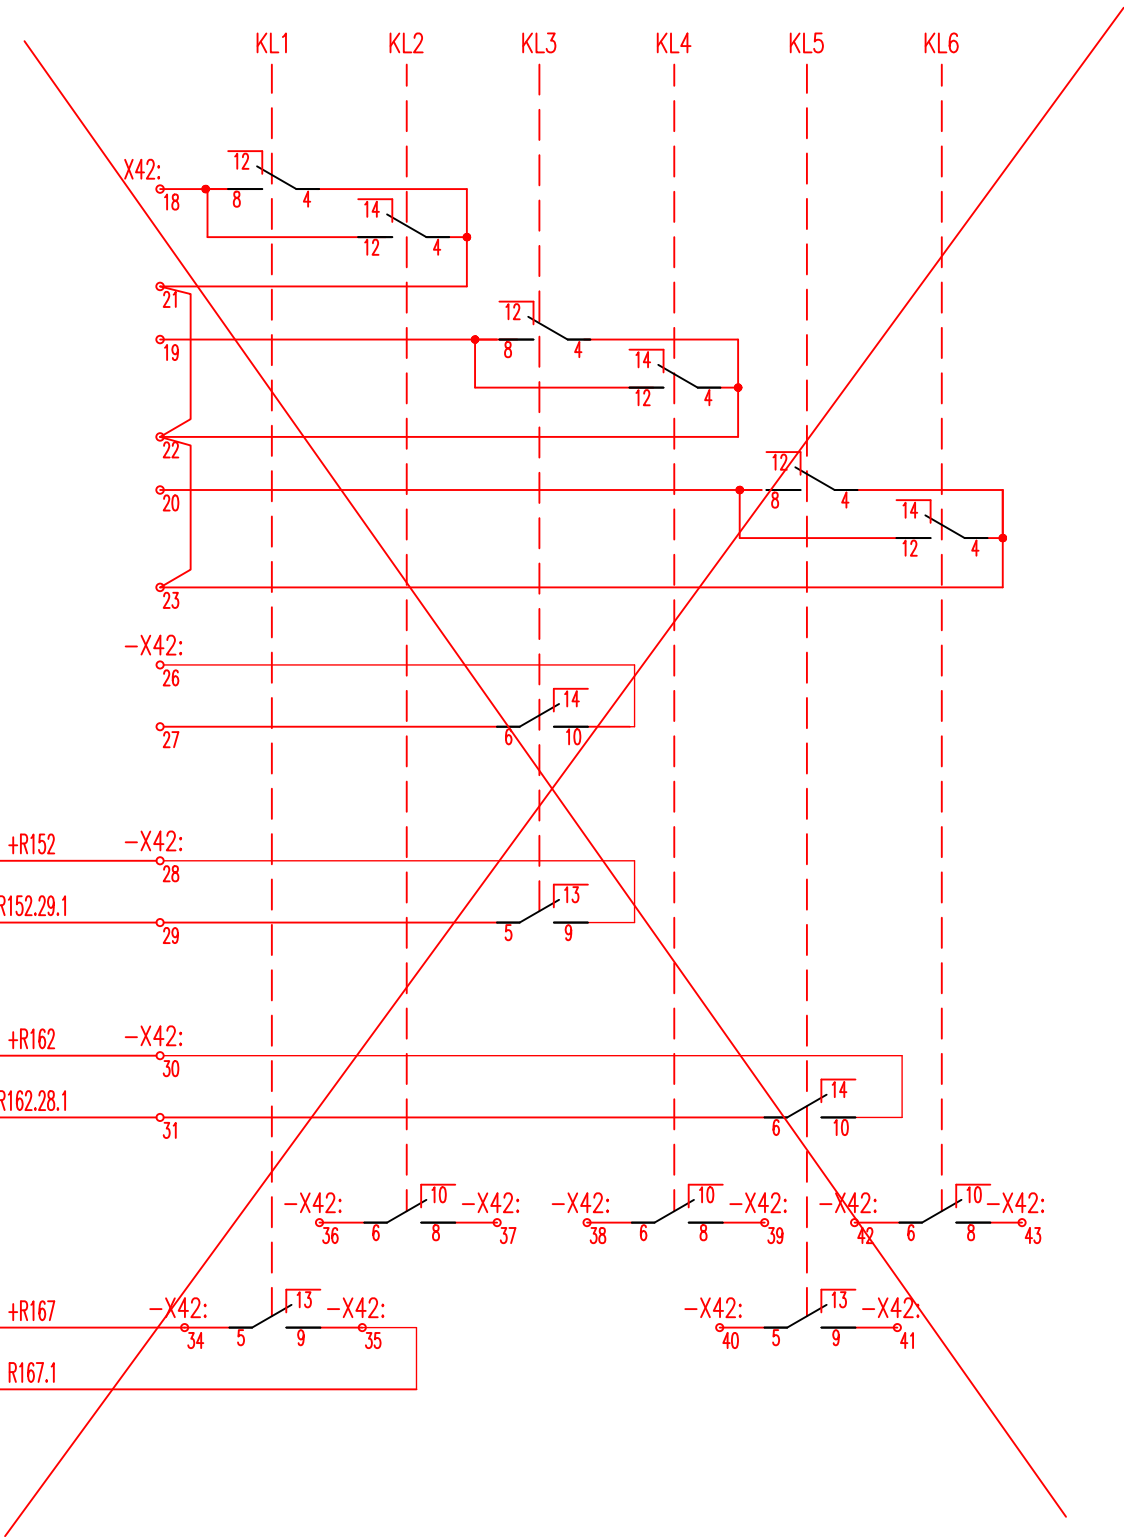 KL1 KL2 KL3 KL4 KL5 KL6
X42:
12
18 8 4
14
12 4
21
12
19 8 4
14
12 4
22
12
20 8 4
14
12 4
23
-X42:
26
14
27 6 10
+R152 -X42:
28
13
R152.29.1
29 5 9
+R162 -X42:
30
14
R162.28.1
31 6 10
-X42: 10 -X42: -X42: 10 -X42: -X42: 10 -X42:
36 6 8 37 38 6 8 39 42 6 8 43
+R167 -X42: 13 -X42: -X42: 13 -X42:
34 5 9 35 40 5 9 41
R167.1